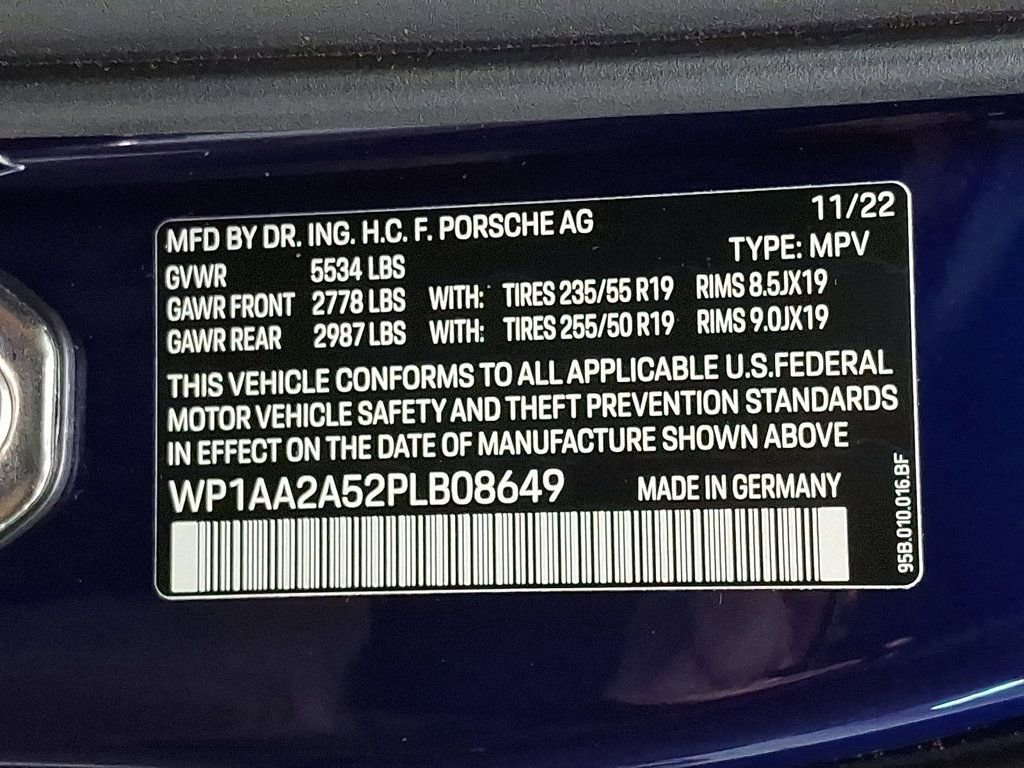 MFD BY DR. ING. H.C. F. PORSCHE AG 11/22
GVWR 5534 LBS TYPE: MPV
GAWR FRONT 2778 LBS WITH: TIRES 235/55 R19 RIMS 8.5JX19
GAWR REAR 2987 LBS WITH: TIRES 255/50 R19 RIMS 9.0JX19
THIS VEHICLE CONFORMS TO ALL APPLICABLE U.S.FEDERAL
MOTOR VEHICLE SAFETY AND THEFT PREVENTION STANDARDS
IN EFFECT ON THE DATE OF MANUFACTURE SHOWN ABOVE
WP1AA2A52PLB08649 MADE IN GERMANY
95B.010.016.BF